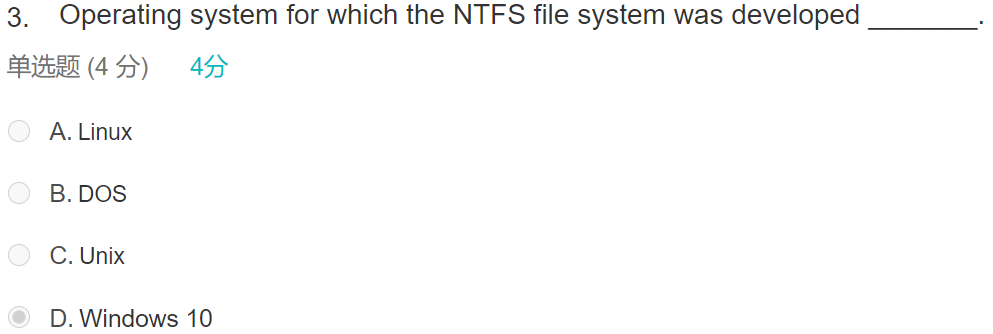 3. Operating system for which the NTFS file system was developed ________.
单选题 (4 分) 4分
A. Linux
B. DOS
C. Unix
D. Windows 10